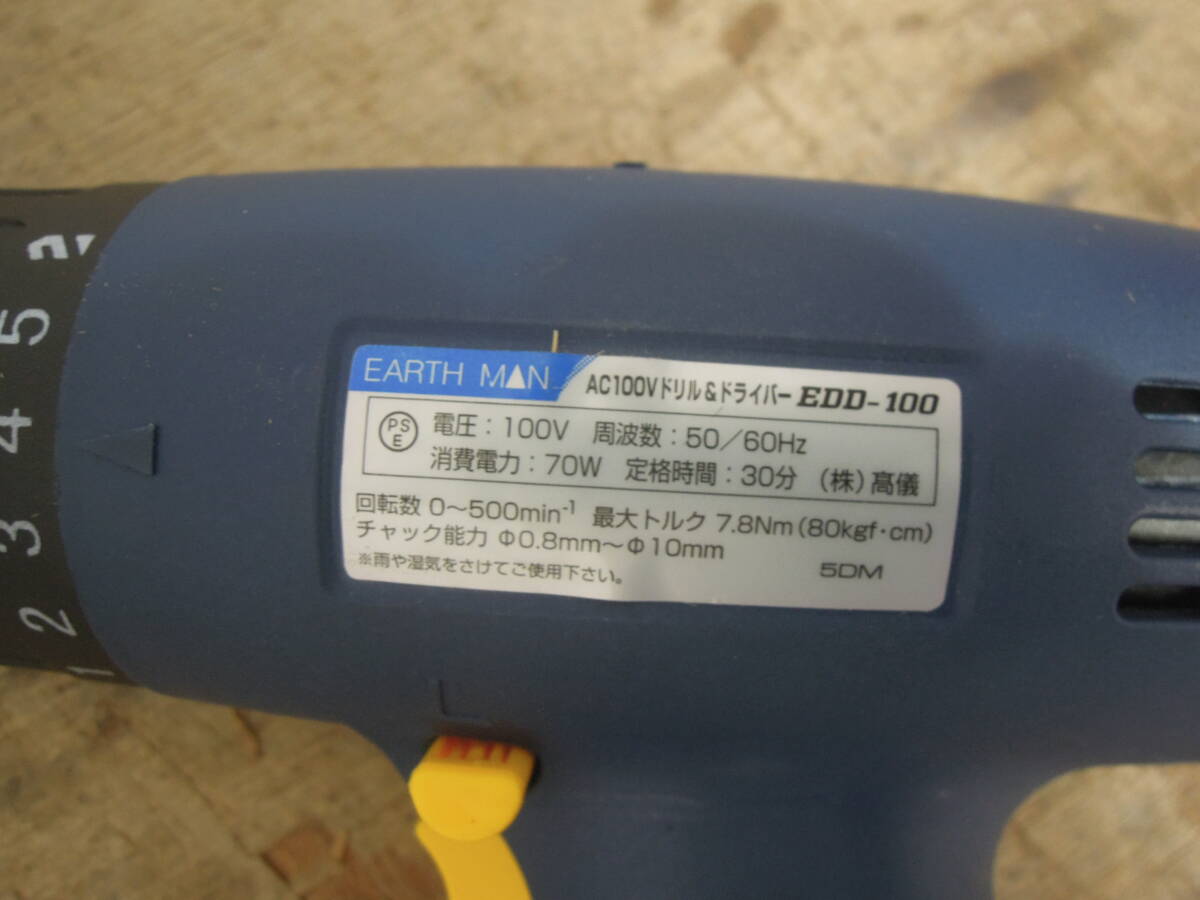 EARTH MAN AC100Vドリル&ドライバー EDD-100
PSE 電圧：100V 周波数：50／60Hz
消費電力：70W 定格時間：30分 （株）髙儀
回転数 0〜500min⁻¹ 最大トルク 7.8Nm（80kgf・cm）
チャック能力 Φ0.8mm〜Φ10mm
※雨や湿気をさけてご使用下さい。 5DM
5
4
3
2
1
L